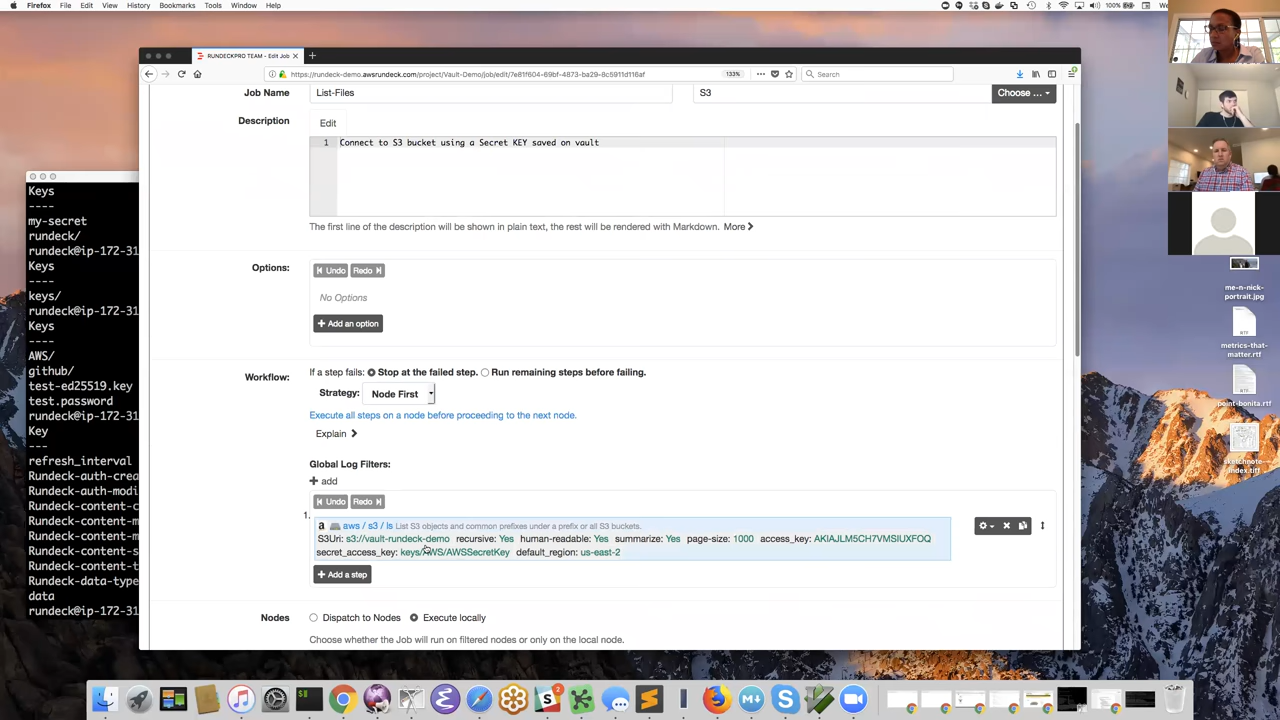 Firefox File Edit View History Bookmarks Tools Window Help
100%
RUNDECKPRO TEAM - Edit Job
https://rundeck-demo.awsrundeck.com/project/Vault-Demo/job/edit/7e81f604-69bf-4873-ba29-8c5911d116af
133%
Search
Job Name
List-Files
S3
Choose ...
Description
Edit
1 Connect to S3 bucket using a Secret KEY saved on vault
The first line of the description will be shown in plain text, the rest will be rendered with Markdown. More
Options:
Undo Redo
No Options
+ Add an option
Workflow:
If a step fails: Stop at the failed step. Run remaining steps before failing.
Strategy: Node First
Execute all steps on a node before proceeding to the next node.
Explain
Global Log Filters:
+ add
Undo Redo
1.
aws / s3 / ls List S3 objects and common prefixes under a prefix or all S3 buckets.
S3Uri: s3://vault-rundeck-demo recursive: Yes human-readable: Yes summarize: Yes page-size: 1000 access_key: AKIAJLM5CH7VMSIUXFOQ
secret_access_key: keys/AWS/AWSSecretKey default_region: us-east-2
+ Add a step
Nodes
Dispatch to Nodes Execute locally
Choose whether the Job will run on filtered nodes or only on the local node.
Keys
----
my-secret
rundeck/
rundeck@ip-172-31
Keys
----
keys/
rundeck@ip-172-31
Keys
----
AWS/
github/
test-ed25519.key
test.password
rundeck@ip-172-31
Key
---
refresh_interval
Rundeck-auth-crea
Rundeck-auth-modi
Rundeck-content-c
Rundeck-content-m
Rundeck-content-m
Rundeck-content-s
Rundeck-content-t
Rundeck-data-type
data
rundeck@ip-172-31
me-n-nick-
portrait.jpg
metrics-that-
matter.rtf
point-bonita.rtf
sketchnote-
index.tiff